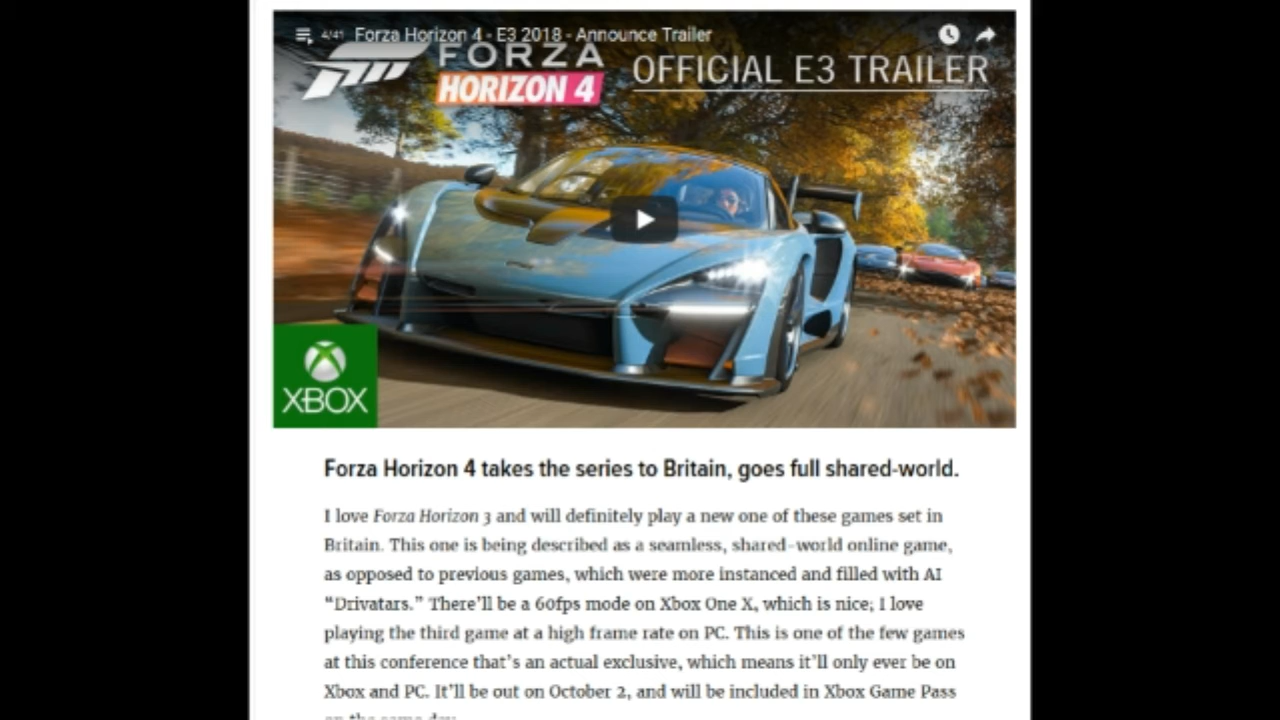 4/41 Forza Horizon 4 - E3 2018 - Announce Trailer
FORZA
HORIZON 4
OFFICIAL E3 TRAILER
XBOX
Forza Horizon 4 takes the series to Britain, goes full shared-world.
I love Forza Horizon 3 and will definitely play a new one of these games set in
Britain. This one is being described as a seamless, shared-world online game,
as opposed to previous games, which were more instanced and filled with AI
“Drivatars.” There’ll be a 60fps mode on Xbox One X, which is nice; I love
playing the third game at a high frame rate on PC. This is one of the few games
at this conference that’s an actual exclusive, which means it’ll only ever be on
Xbox and PC. It’ll be out on October 2, and will be included in Xbox Game Pass
on the same day.